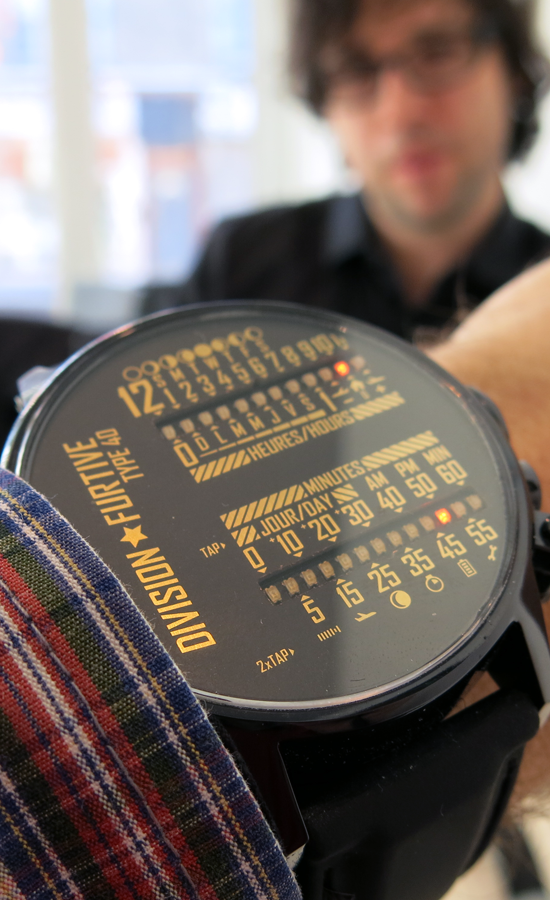 DIVISION★FURTIVE
TYPE 40
S M T W T F S
12 1 2 3 4 5 6 7 8 9 10
0 D L M M J V S 1
HEURES/HOURS
MINUTES
JOUR/DAY AM PM MIN
TAP
0 10 20 30 40 50 60
5 15 25 35 45 55
2xTAP